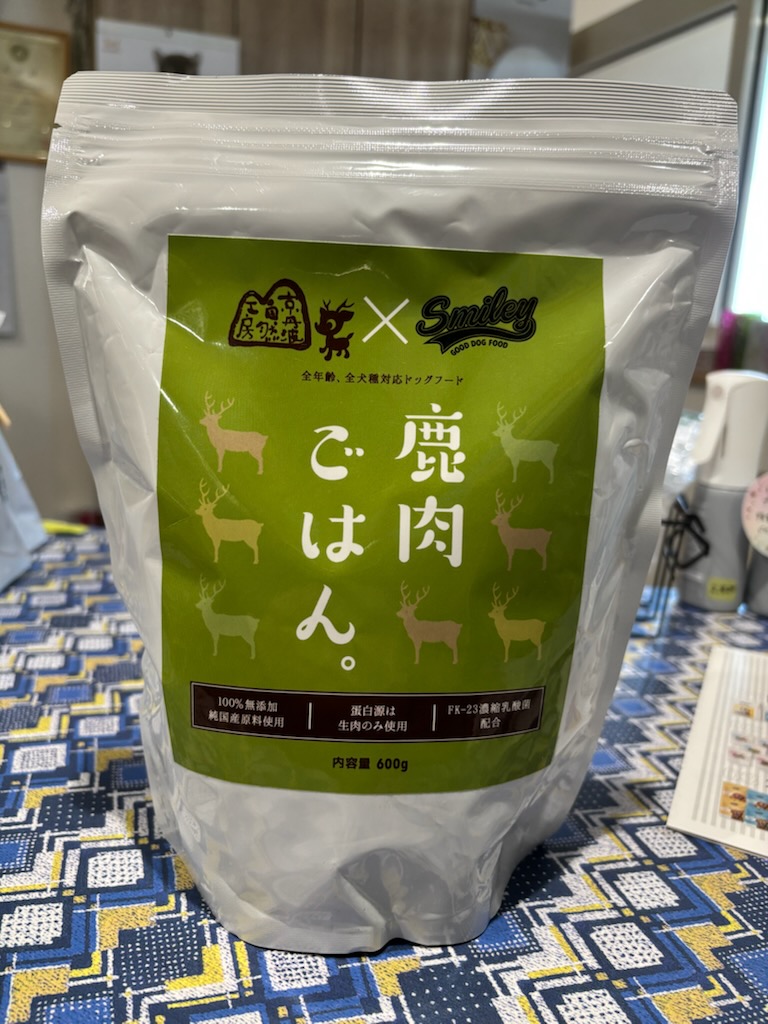 京丹波
自然
工房
×
Smiley
GOOD DOG FOOD
全年齢、全犬種対応ドッグフード
鹿肉
ごはん。
100%無添加
純国産原料使用
蛋白源は
生肉のみ使用
FK-23濃縮乳酸菌
配合
内容量 600g